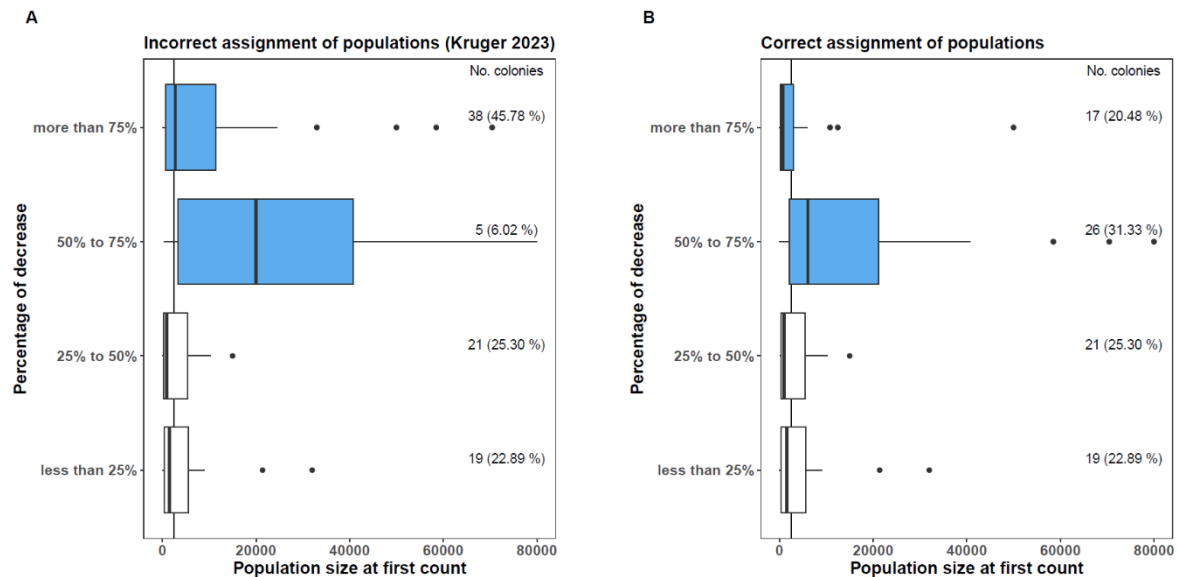 A
Incorrect assignment of populations (Kruger 2023)
No. colonies
more than 75%
38 (45.78 %)
50% to 75%
5 (6.02 %)
25% to 50%
21 (25.30 %)
less than 25%
19 (22.89 %)
Percentage of decrease
0 20000 40000 60000 80000
Population size at first count
B
Correct assignment of populations
No. colonies
more than 75%
17 (20.48 %)
50% to 75%
26 (31.33 %)
25% to 50%
21 (25.30 %)
less than 25%
19 (22.89 %)
Percentage of decrease
0 20000 40000 60000 80000
Population size at first count